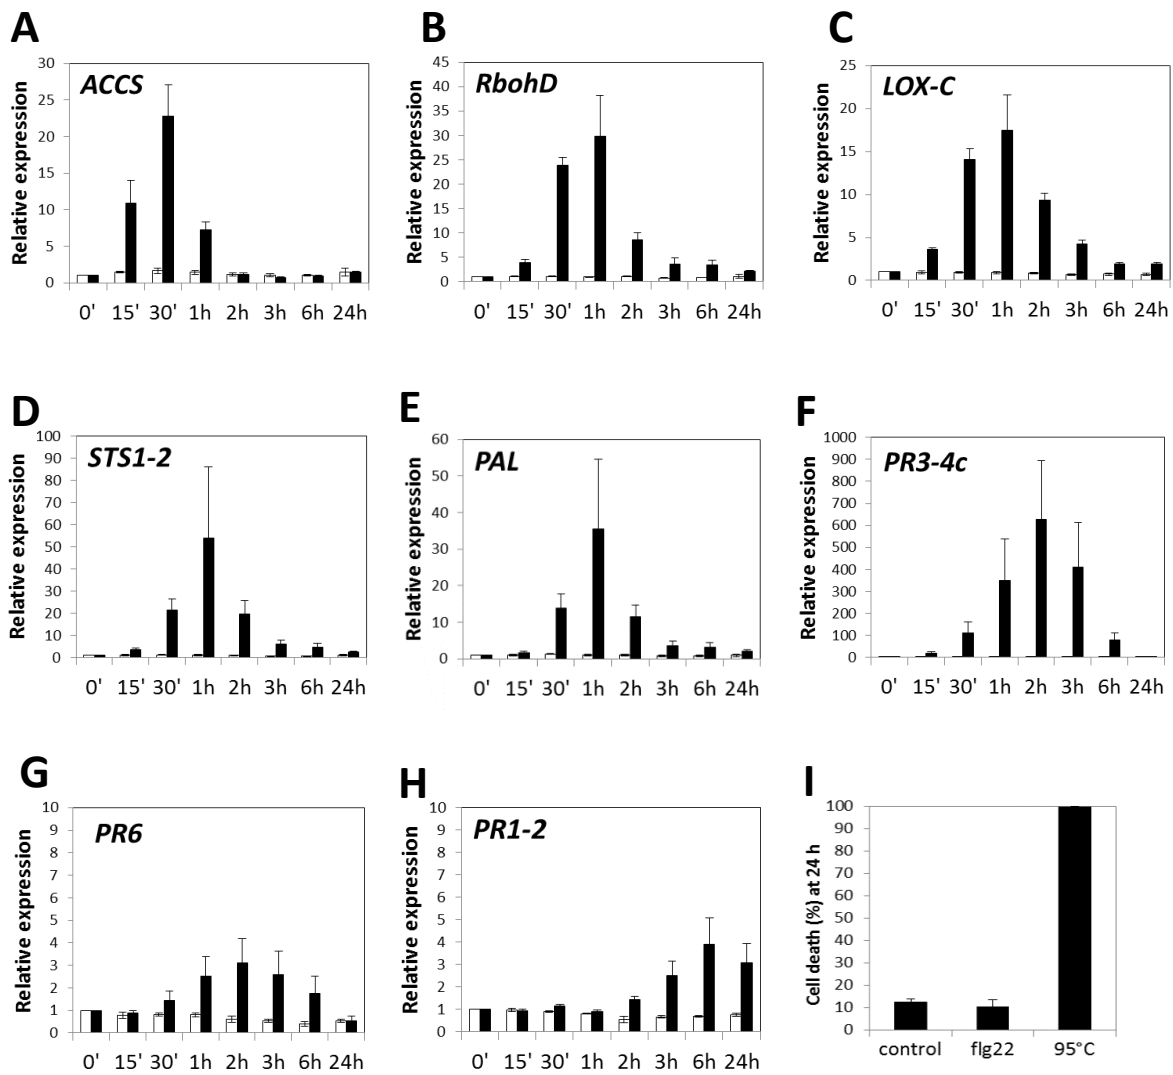 A
ACCS
Relative expression
30
25
20
15
10
5
0
0' 15' 30' 1h 2h 3h 6h 24h
B
RbohD
Relative expression
45
40
35
30
25
20
15
10
5
0
0' 15' 30' 1h 2h 3h 6h 24h
C
LOX-C
Relative expression
25
20
15
10
5
0
0' 15' 30' 1h 2h 3h 6h 24h
D
STS1-2
Relative expression
100
90
80
70
60
50
40
30
20
10
0
0' 15' 30' 1h 2h 3h 6h 24h
E
PAL
Relative expression
60
50
40
30
20
10
0
0' 15' 30' 1h 2h 3h 6h 24h
F
PR3-4c
Relative expression
1000
900
800
700
600
500
400
300
200
100
0
0' 15' 30' 1h 2h 3h 6h 24h
G
PR6
Relative expression
10
9
8
7
6
5
4
3
2
1
0
0' 15' 30' 1h 2h 3h 6h 24h
H
PR1-2
Relative expression
10
9
8
7
6
5
4
3
2
1
0
0' 15' 30' 1h 2h 3h 6h 24h
I
Cell death (%) at 24 h
100
90
80
70
60
50
40
30
20
10
0
control flg22 95°C